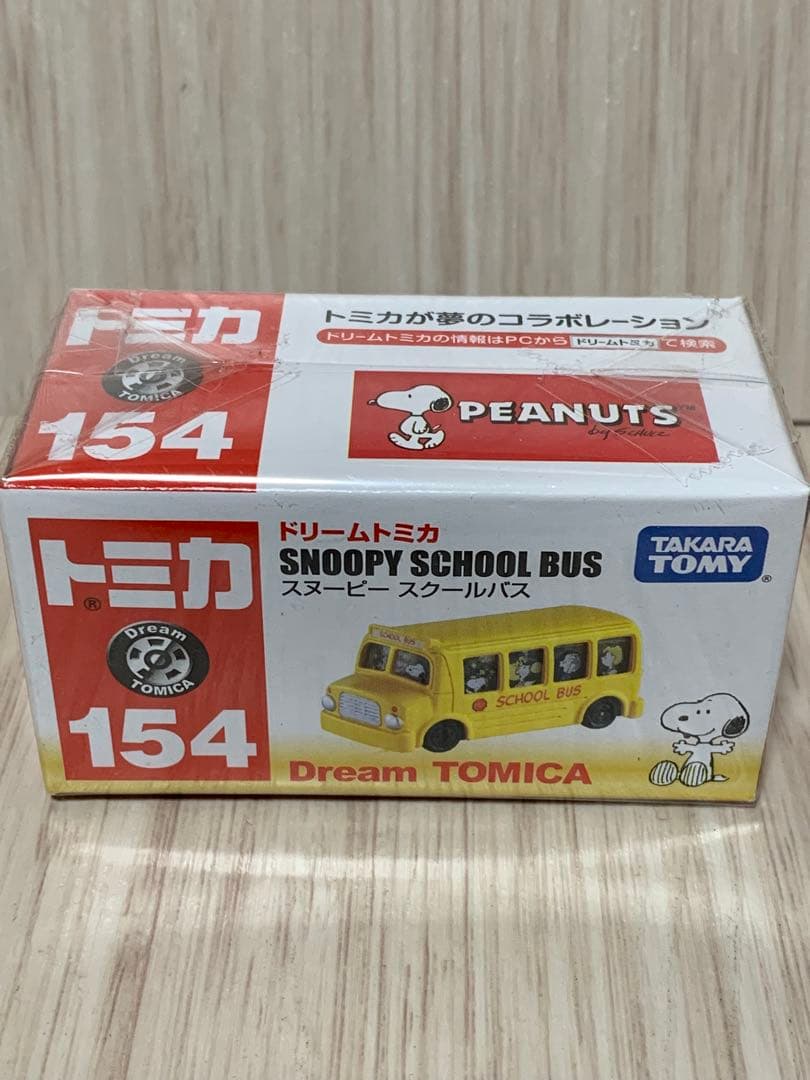 トミカ
Dream
TOMICA
154
トミカが夢のコラボレーション
ドリームトミカの情報はPCから ドリームトミカ で検索
PEANUTS™
by SCHULZ
トミカ®
Dream
TOMICA
154
ドリームトミカ
SNOOPY SCHOOL BUS
スヌーピー スクールバス
TAKARA
TOMY®
SCHOOL BUS
SCHOOL BUS
Dream TOMICA